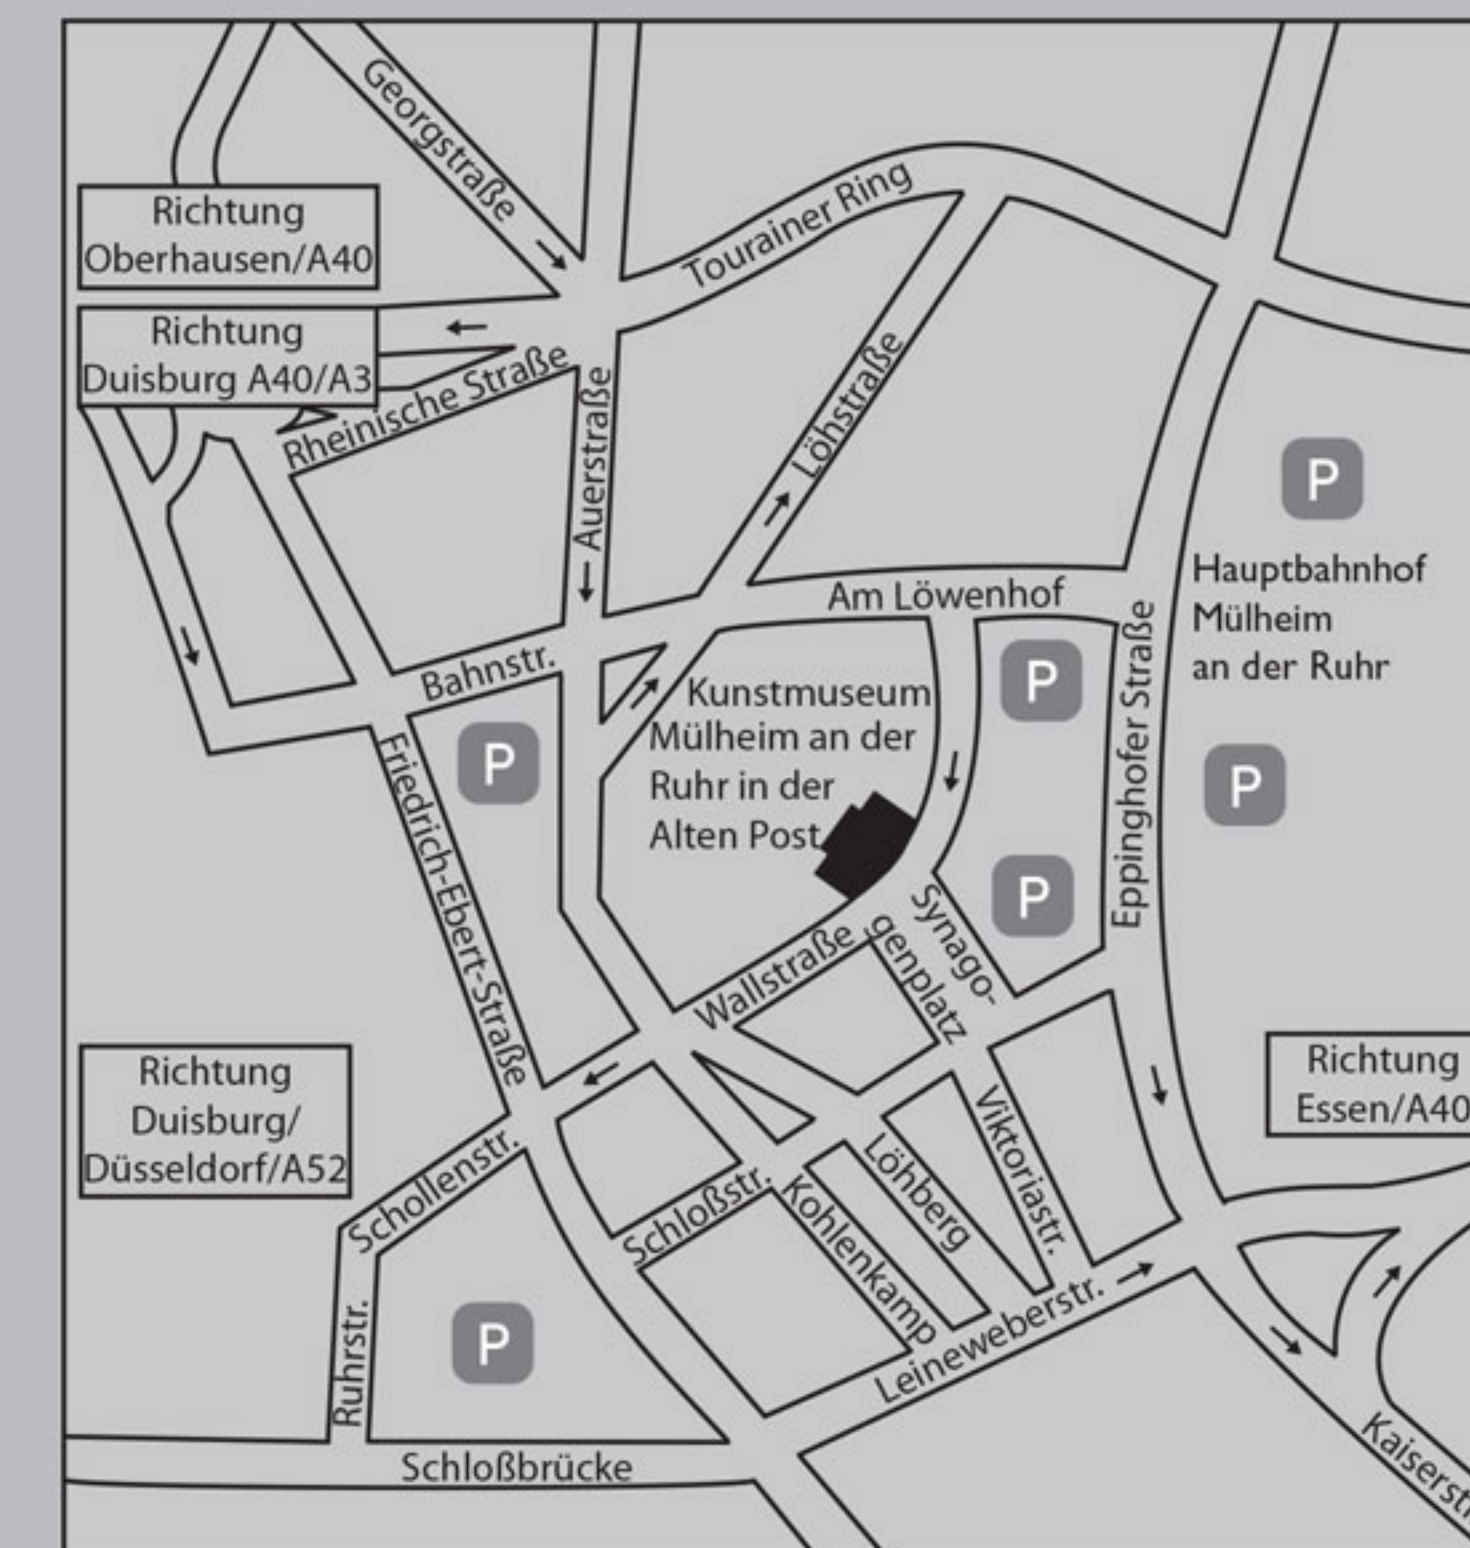 Georgstraße
Richtung
Oberhausen/A40
Tourainer Ring
Richtung
Duisburg A40/A3
Rheinische Straße
Auerstraße
Löhstraße
P
Hauptbahnhof
Mülheim
an der Ruhr
Am Löwenhof
Bahnstr.
P
Eppinghofer Straße
Kunstmuseum
Mülheim an der
Ruhr in der
Alten Post
P
P
P
Friedrich-Ebert-Straße
Synago-
genplatz
Wallstraße
Richtung
Duisburg/
Düsseldorf/A52
Richtung
Essen/A40
Schollenstr.
Schloßstr.
Kohlenkamp
Löhberg
Viktoriastr.
Leineweberstr.
Ruhrstr.
P
Schloßbrücke
Kaiserstr